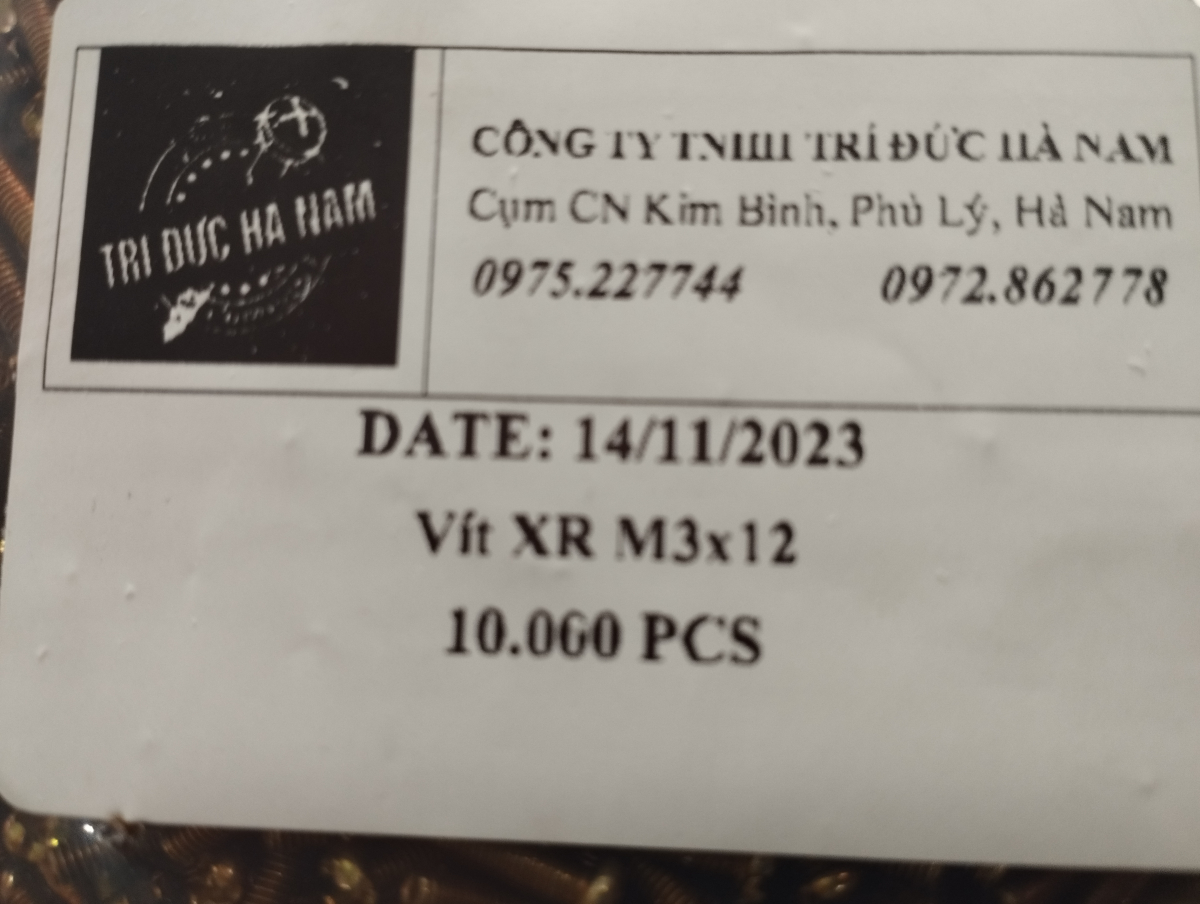 TRI DUC HA NAM
CÔNG TY TNHH TRÍ ĐỨC HÀ NAM
Cụm CN Kim Bình, Phủ Lý, Hà Nam
0975.227744 0972.862778
DATE: 14/11/2023
Vít XR M3x12
10.000 PCS